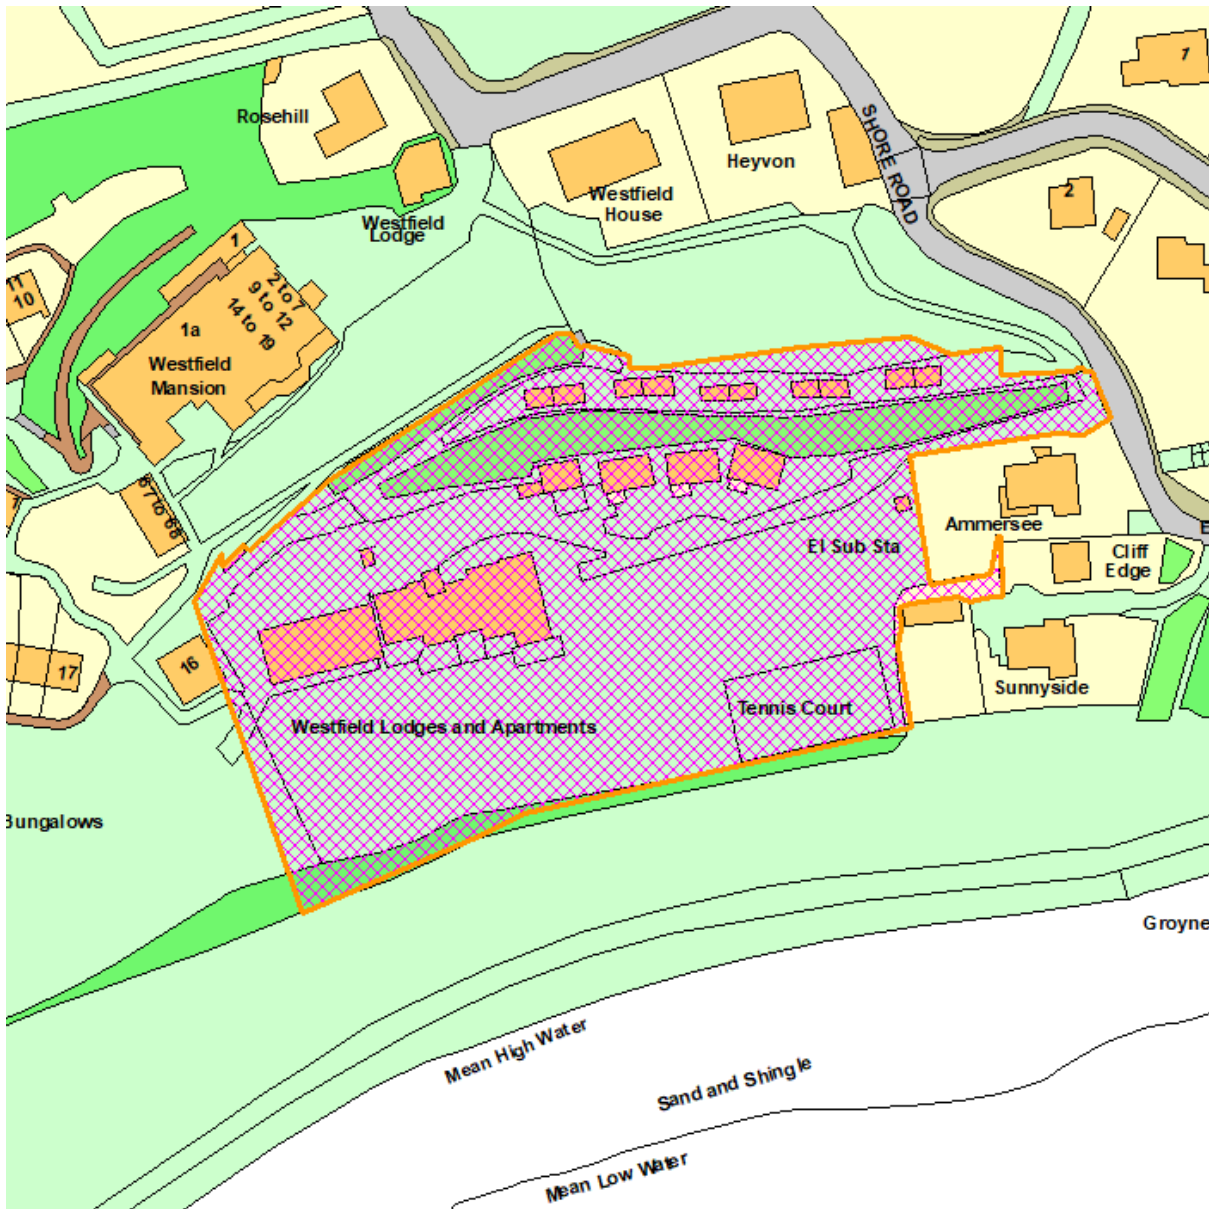 1
Rosehill
SHORE ROAD
Heyvon
2
Westfield
House
Westfield
Lodge
1
2 to 7
9 to 12
14 to 19
11
10
1a
Westfield
Mansion
67 to 68
Ammersee
El Sub Sta
Cliff
Edge
16
17
Sunnyside
Tennis Court
Westfield Lodges and Apartments
Bungalows
Groyne
Mean High Water
Sand and Shingle
Mean Low Water